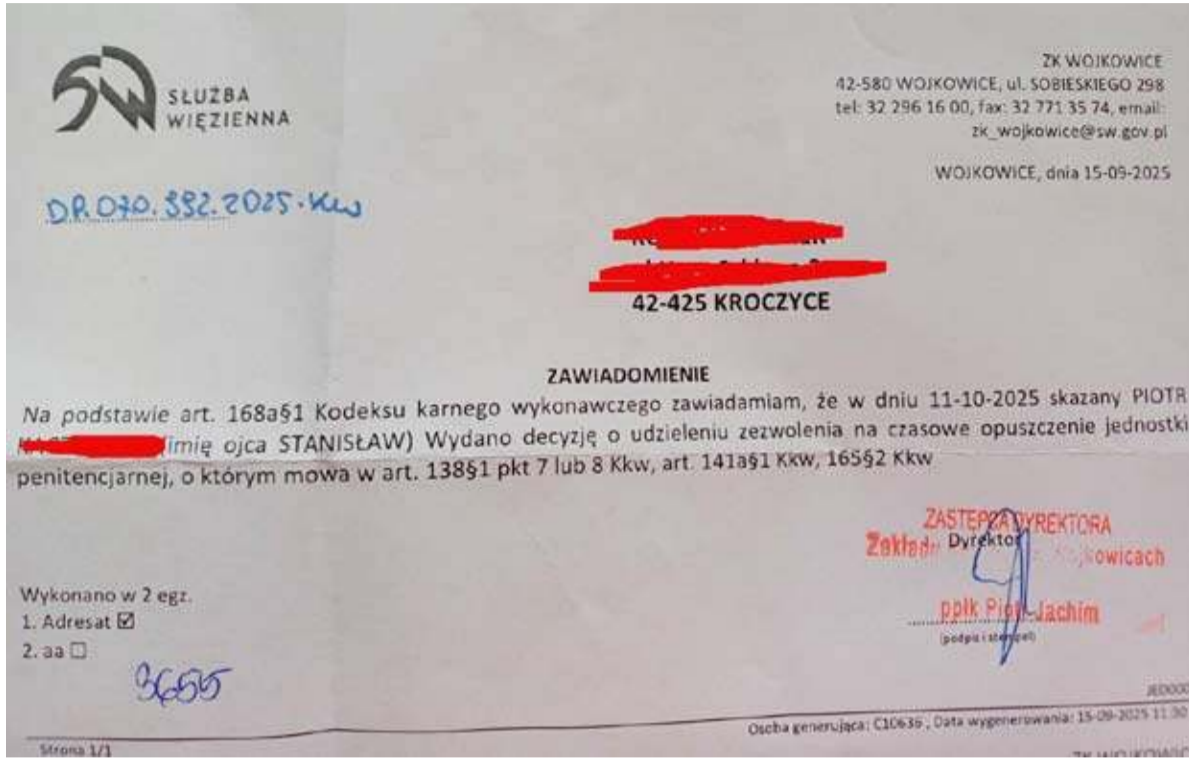 SŁUŻBA
WIĘZIENNA
ZK WOJKOWICE
42-580 WOJKOWICE, ul. SOBIESKIEGO 298
tel: 32 296 16 00, fax: 32 771 35 74, email:
zk_wojkowice@sw.gov.pl
WOJKOWICE, dnia 15-09-2025
DP.070.392.2025.Kw
42-425 KROCZYCE
ZAWIADOMIENIE
Na podstawie art. 168a§1 Kodeksu karnego wykonawczego zawiadamiam, że w dniu 11-10-2025 skazany PIOTR
(imię ojca STANISŁAW) Wydano decyzję o udzieleniu zezwolenia na czasowe opuszczenie jednostki
penitencjarnej, o którym mowa w art. 138§1 pkt 7 lub 8 Kkw, art. 141a§1 Kkw, 165§2 Kkw
ZASTĘPCA DYREKTORA
Dyrektor
ppłk Piotr Jachim
(podpis i stempel)
Wykonano w 2 egz.
1. Adresat ☑
2. aa ☐
3655
Osoba generująca: C10636 , Data wygenerowania: 15-09-2025 11:30
Strona 1/1